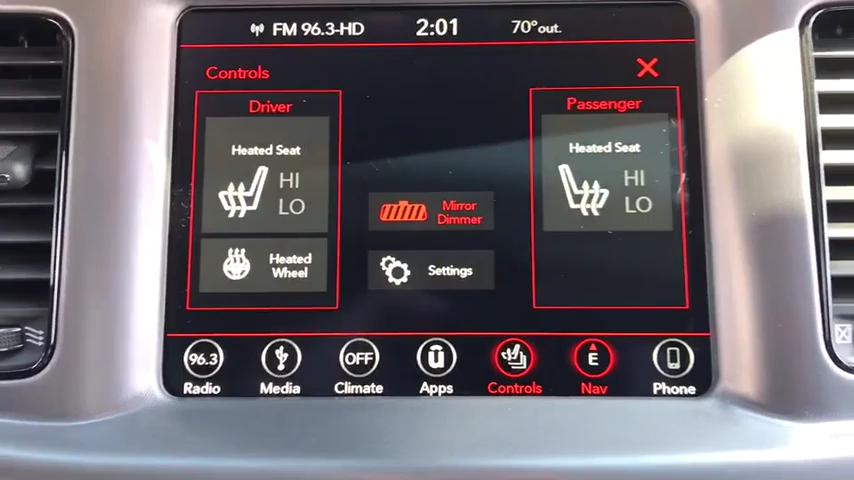 FM 96.3-HD 2:01 70°out.
Controls
Driver
Heated Seat
HI
LO
Heated
Wheel
Mirror
Dimmer
Settings
Passenger
Heated Seat
HI
LO
96.3 OFF E
Radio Media Climate Apps Controls Nav Phone